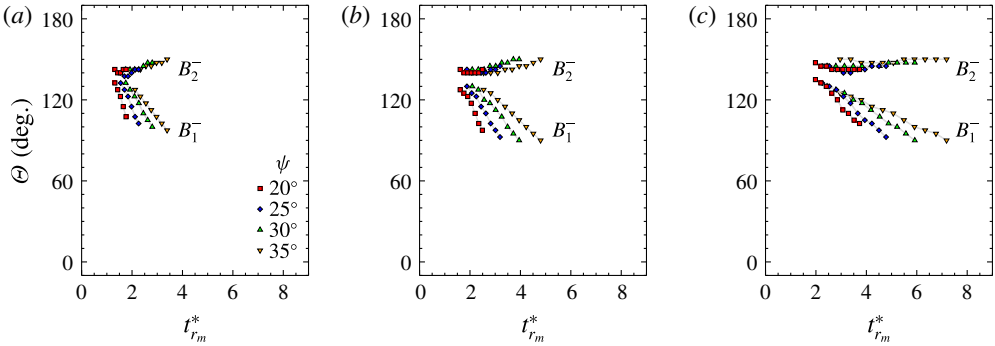 (a)
Θ (deg.)
180
120
60
0
B₂⁻
B₁⁻
ψ
20°
25°
30°
35°
0 2 4 6 8
t*rₘ
(b)
180
120
60
0
B₂⁻
B₁⁻
0 2 4 6 8
t*rₘ
(c)
180
120
60
0
B₂⁻
B₁⁻
0 2 4 6 8
t*rₘ